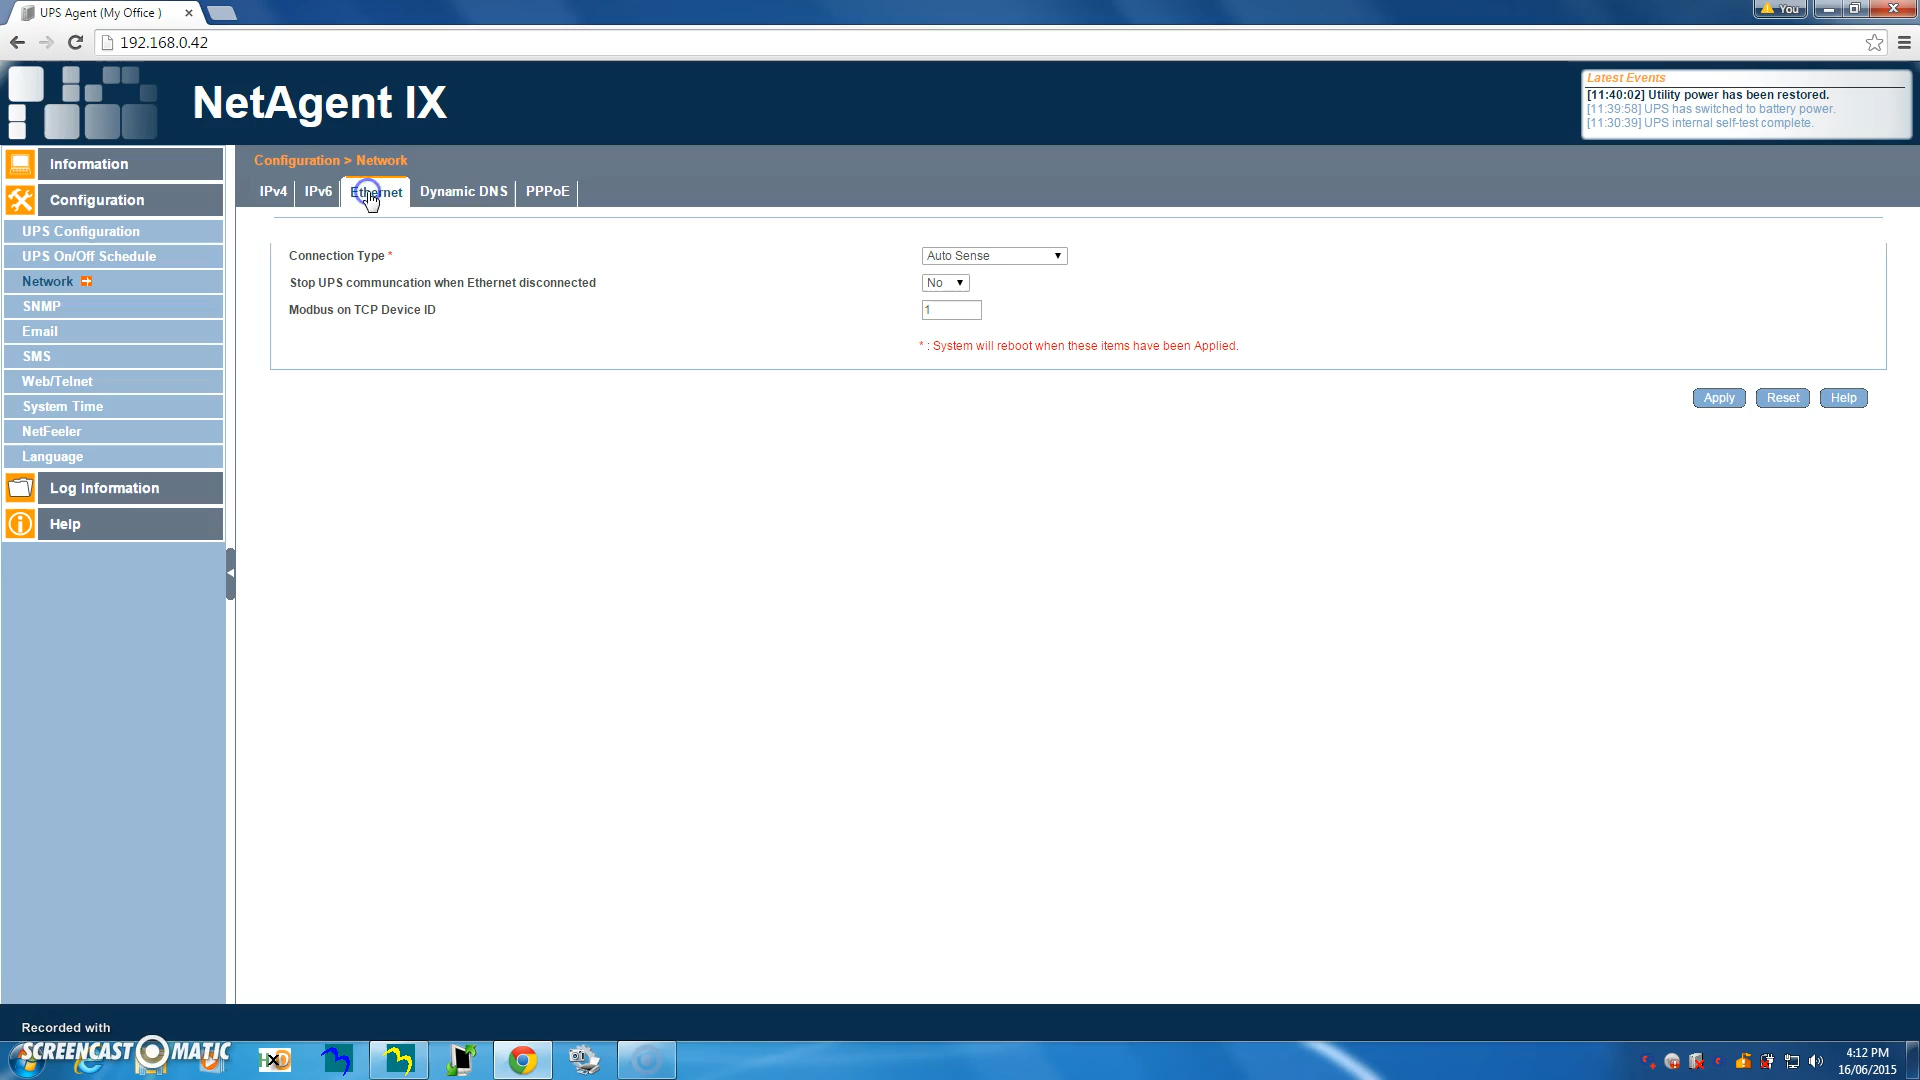 UPS Agent (My Office )
You
192.168.0.42
NetAgent IX
Latest Events
[11:40:02] Utility power has been restored.
[11:39:58] UPS has switched to battery power.
[11:30:39] UPS internal self-test complete.
Information
Configuration
UPS Configuration
UPS On/Off Schedule
Network
SNMP
Email
SMS
Web/Telnet
System Time
NetFeeler
Language
Log Information
Help
Configuration > Network
IPv4
IPv6
Ethernet
Dynamic DNS
PPPoE
Connection Type *
Auto Sense
Stop UPS communcation when Ethernet disconnected
No
Modbus on TCP Device ID
1
* : System will reboot when these items have been Applied.
Apply
Reset
Help
Recorded with
SCREENCAST MATIC
HXD
4:12 PM
16/06/2015